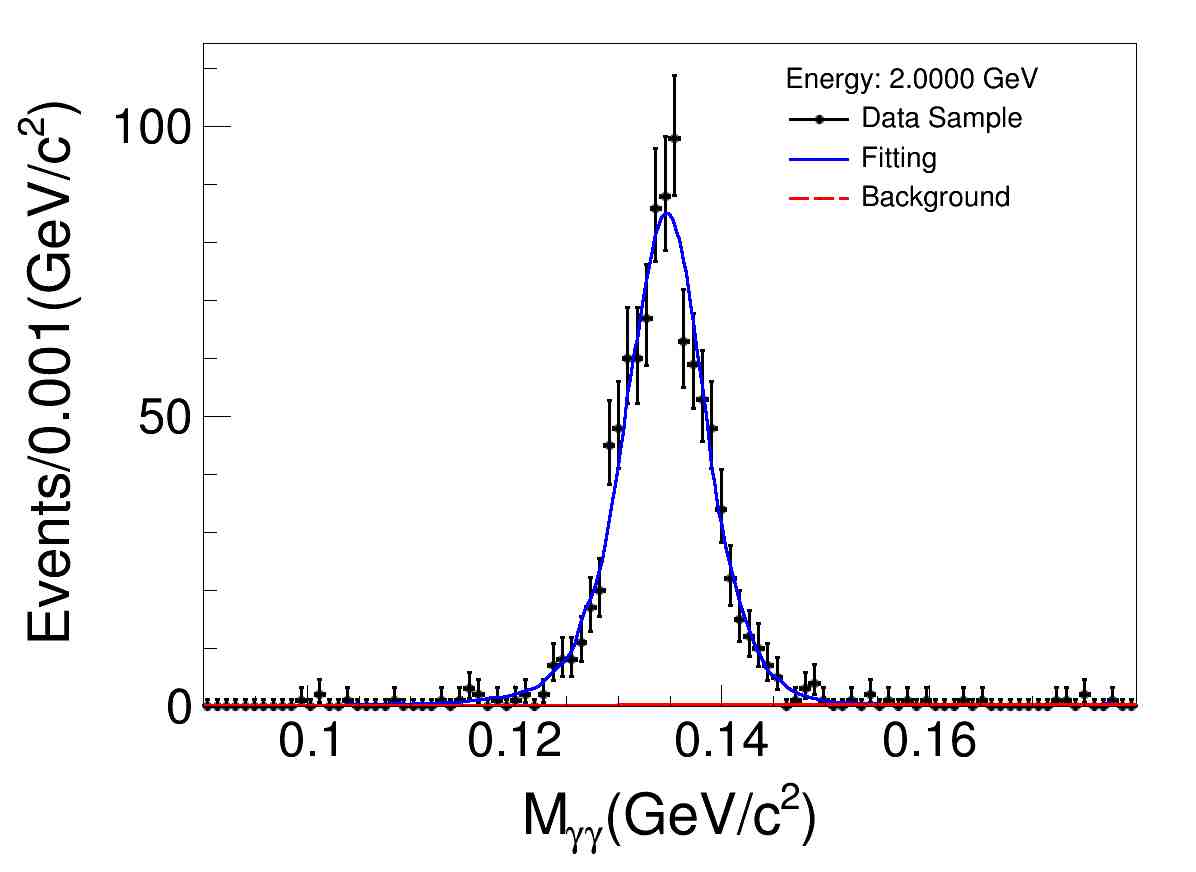 Energy: 2.0000 GeV
Data Sample
Fitting
Background
Events/0.001(GeV/c²)
100
50
0
0.1 0.12 0.14 0.16
Mγγ(GeV/c²)